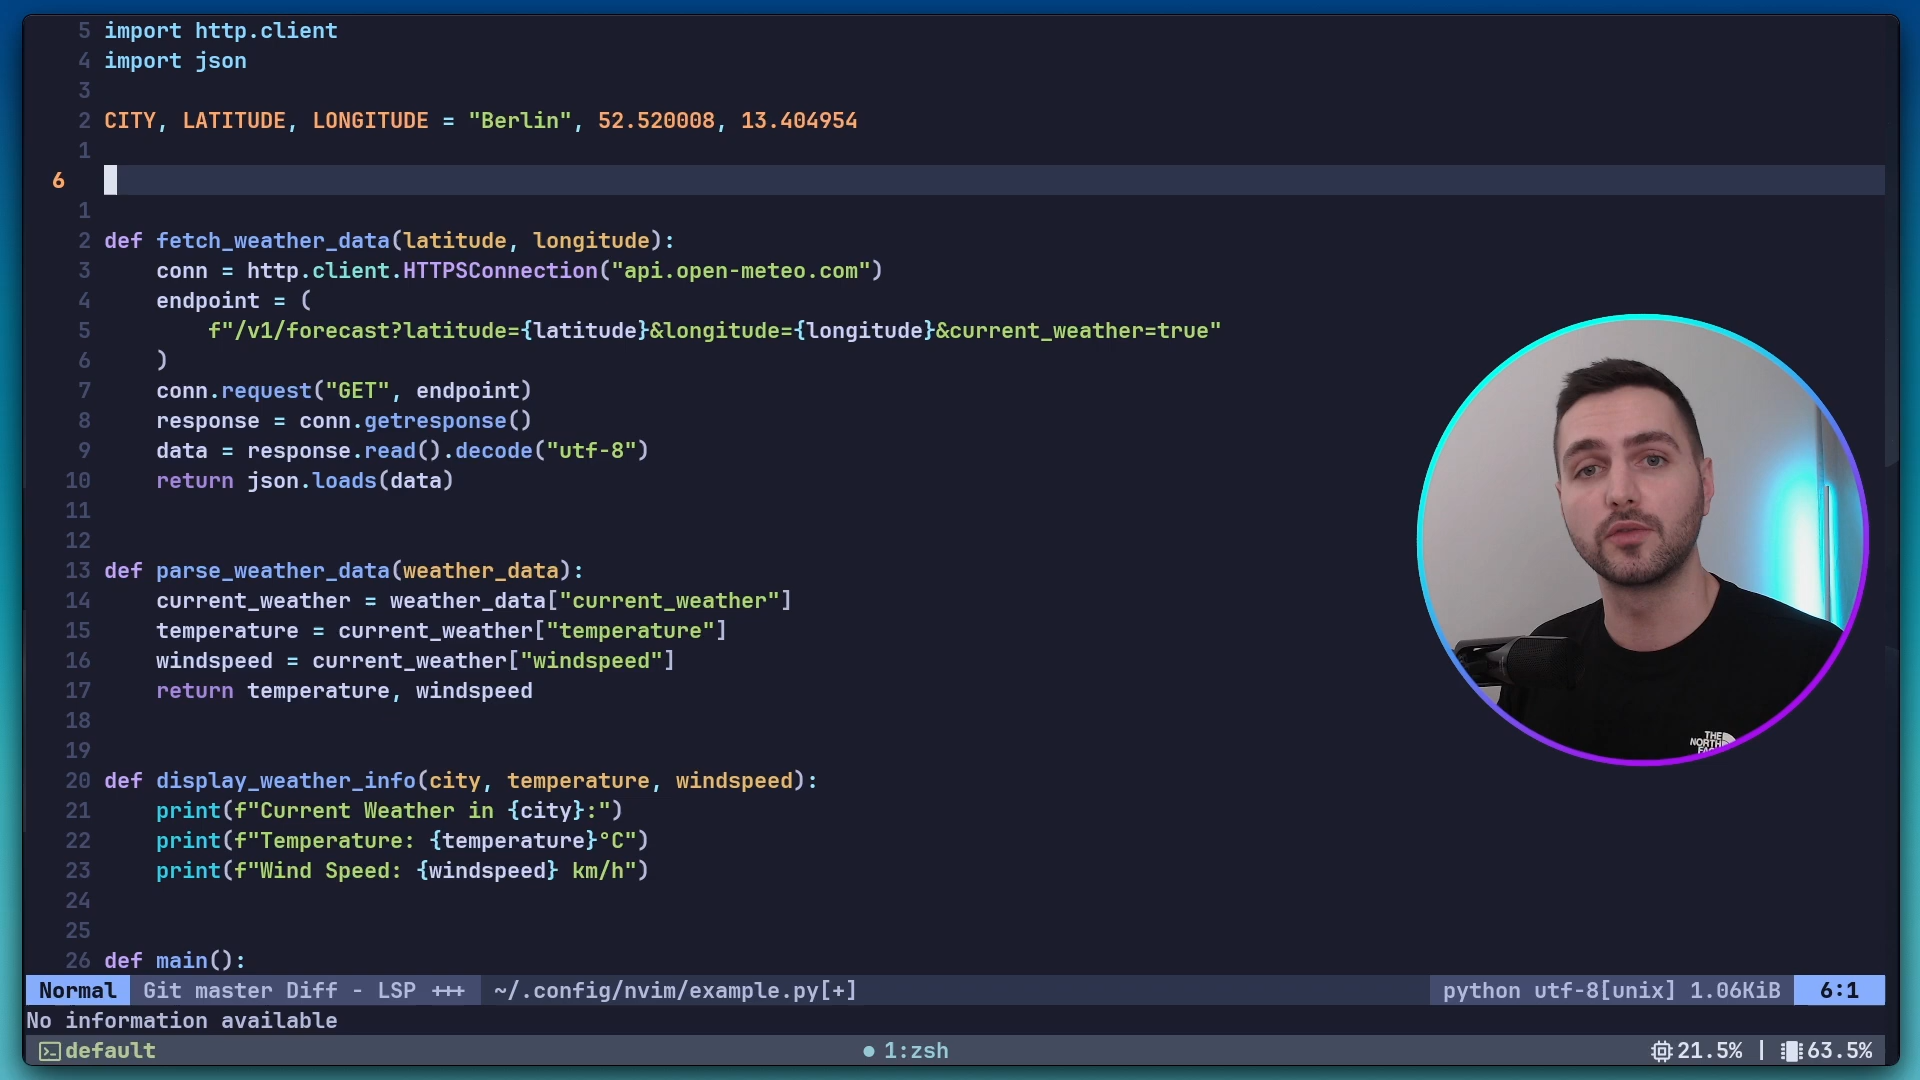 5 import http.client
4 import json
3
2 CITY, LATITUDE, LONGITUDE = "Berlin", 52.520008, 13.404954
1
6
1
2 def fetch_weather_data(latitude, longitude):
3     conn = http.client.HTTPSConnection("api.open-meteo.com")
4     endpoint = (
5         f"/v1/forecast?latitude={latitude}&longitude={longitude}&current_weather=true"
6     )
7     conn.request("GET", endpoint)
8     response = conn.getresponse()
9     data = response.read().decode("utf-8")
10     return json.loads(data)
11
12
13 def parse_weather_data(weather_data):
14     current_weather = weather_data["current_weather"]
15     temperature = current_weather["temperature"]
16     windspeed = current_weather["windspeed"]
17     return temperature, windspeed
18
19
20 def display_weather_info(city, temperature, windspeed):
21     print(f"Current Weather in {city}:")
22     print(f"Temperature: {temperature}°C")
23     print(f"Wind Speed: {windspeed} km/h")
24
25
26 def main():
THE
NORTH
Normal Git master Diff - LSP +++ ~/.config/nvim/example.py[+] python utf-8[unix] 1.06KiB 6:1
No information available
default ● 1:zsh 21.5% | 63.5%